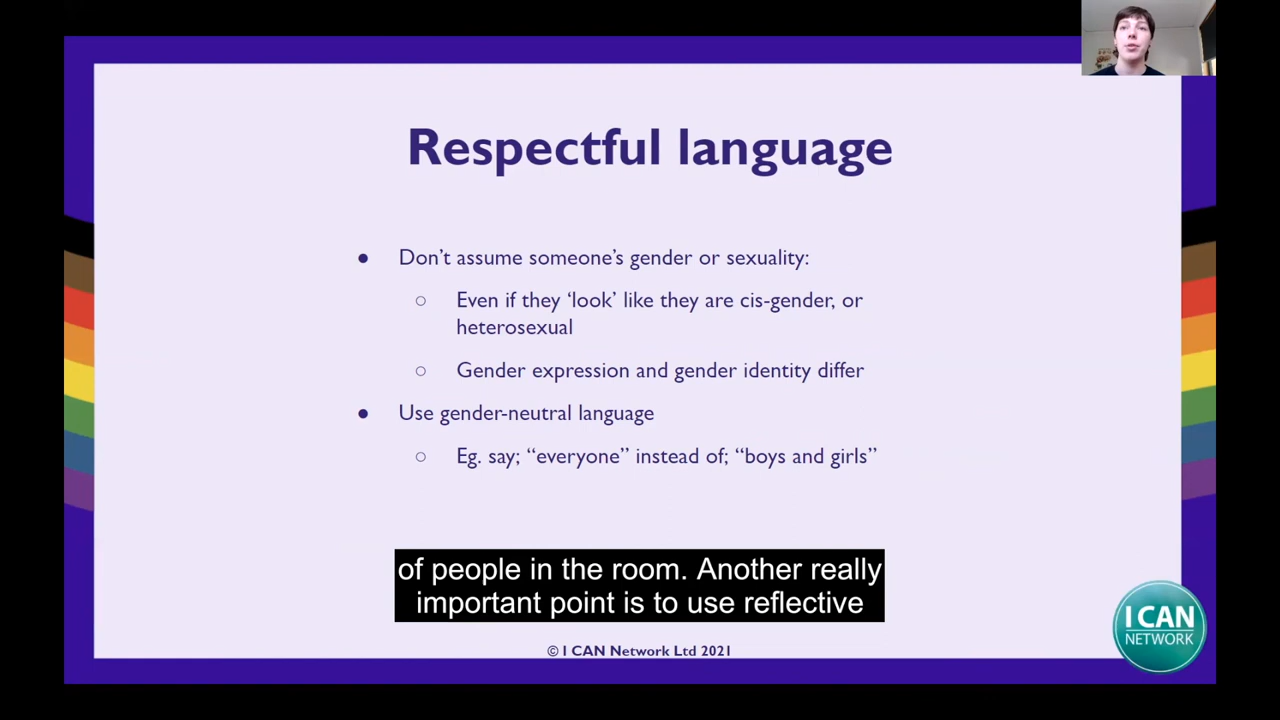 Respectful language
● Don't assume someone's gender or sexuality:
○ Even if they ‘look’ like they are cis-gender, or
heterosexual
○ Gender expression and gender identity differ
● Use gender-neutral language
○ Eg. say; “everyone” instead of; “boys and girls”
of people in the room. Another really
important point is to use reflective
© I CAN Network Ltd 2021
I CAN
NETWORK